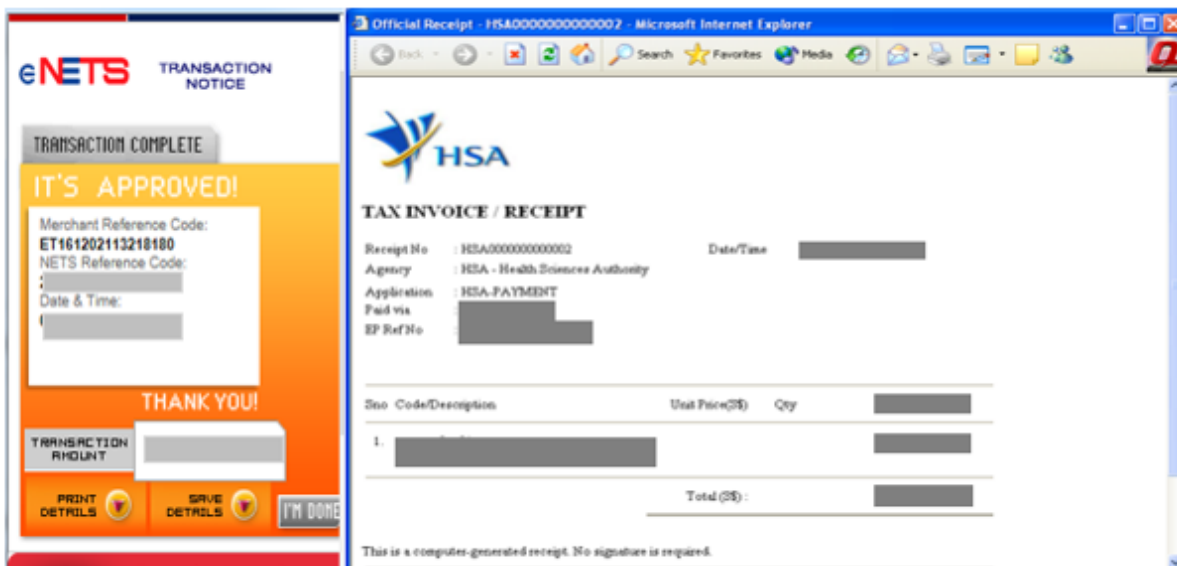 eNETS
TRANSACTION
NOTICE
TRANSACTION COMPLETE
IT'S APPROVED!
Merchant Reference Code:
ET161202113218180
NETS Reference Code:
Date & Time:
THANK YOU!
TRANSACTION
AMOUNT
PRINT
DETAILS
SAVE
DETAILS
I'M DONE
Official Receipt - HSA0000000000002 - Microsoft Internet Explorer
Back
Search
Favorites
Media
HSA
TAX INVOICE / RECEIPT
Receipt No : HSA0000000000002 Date/Time
Agency : HSA - Health Sciences Authority
Application : HSA-PAYMENT
Paid via :
EP Ref No :
Sno Code/Description Unit Price(S$) Qty
1.
Total (S$) :
This is a computer-generated receipt. No signature is required.